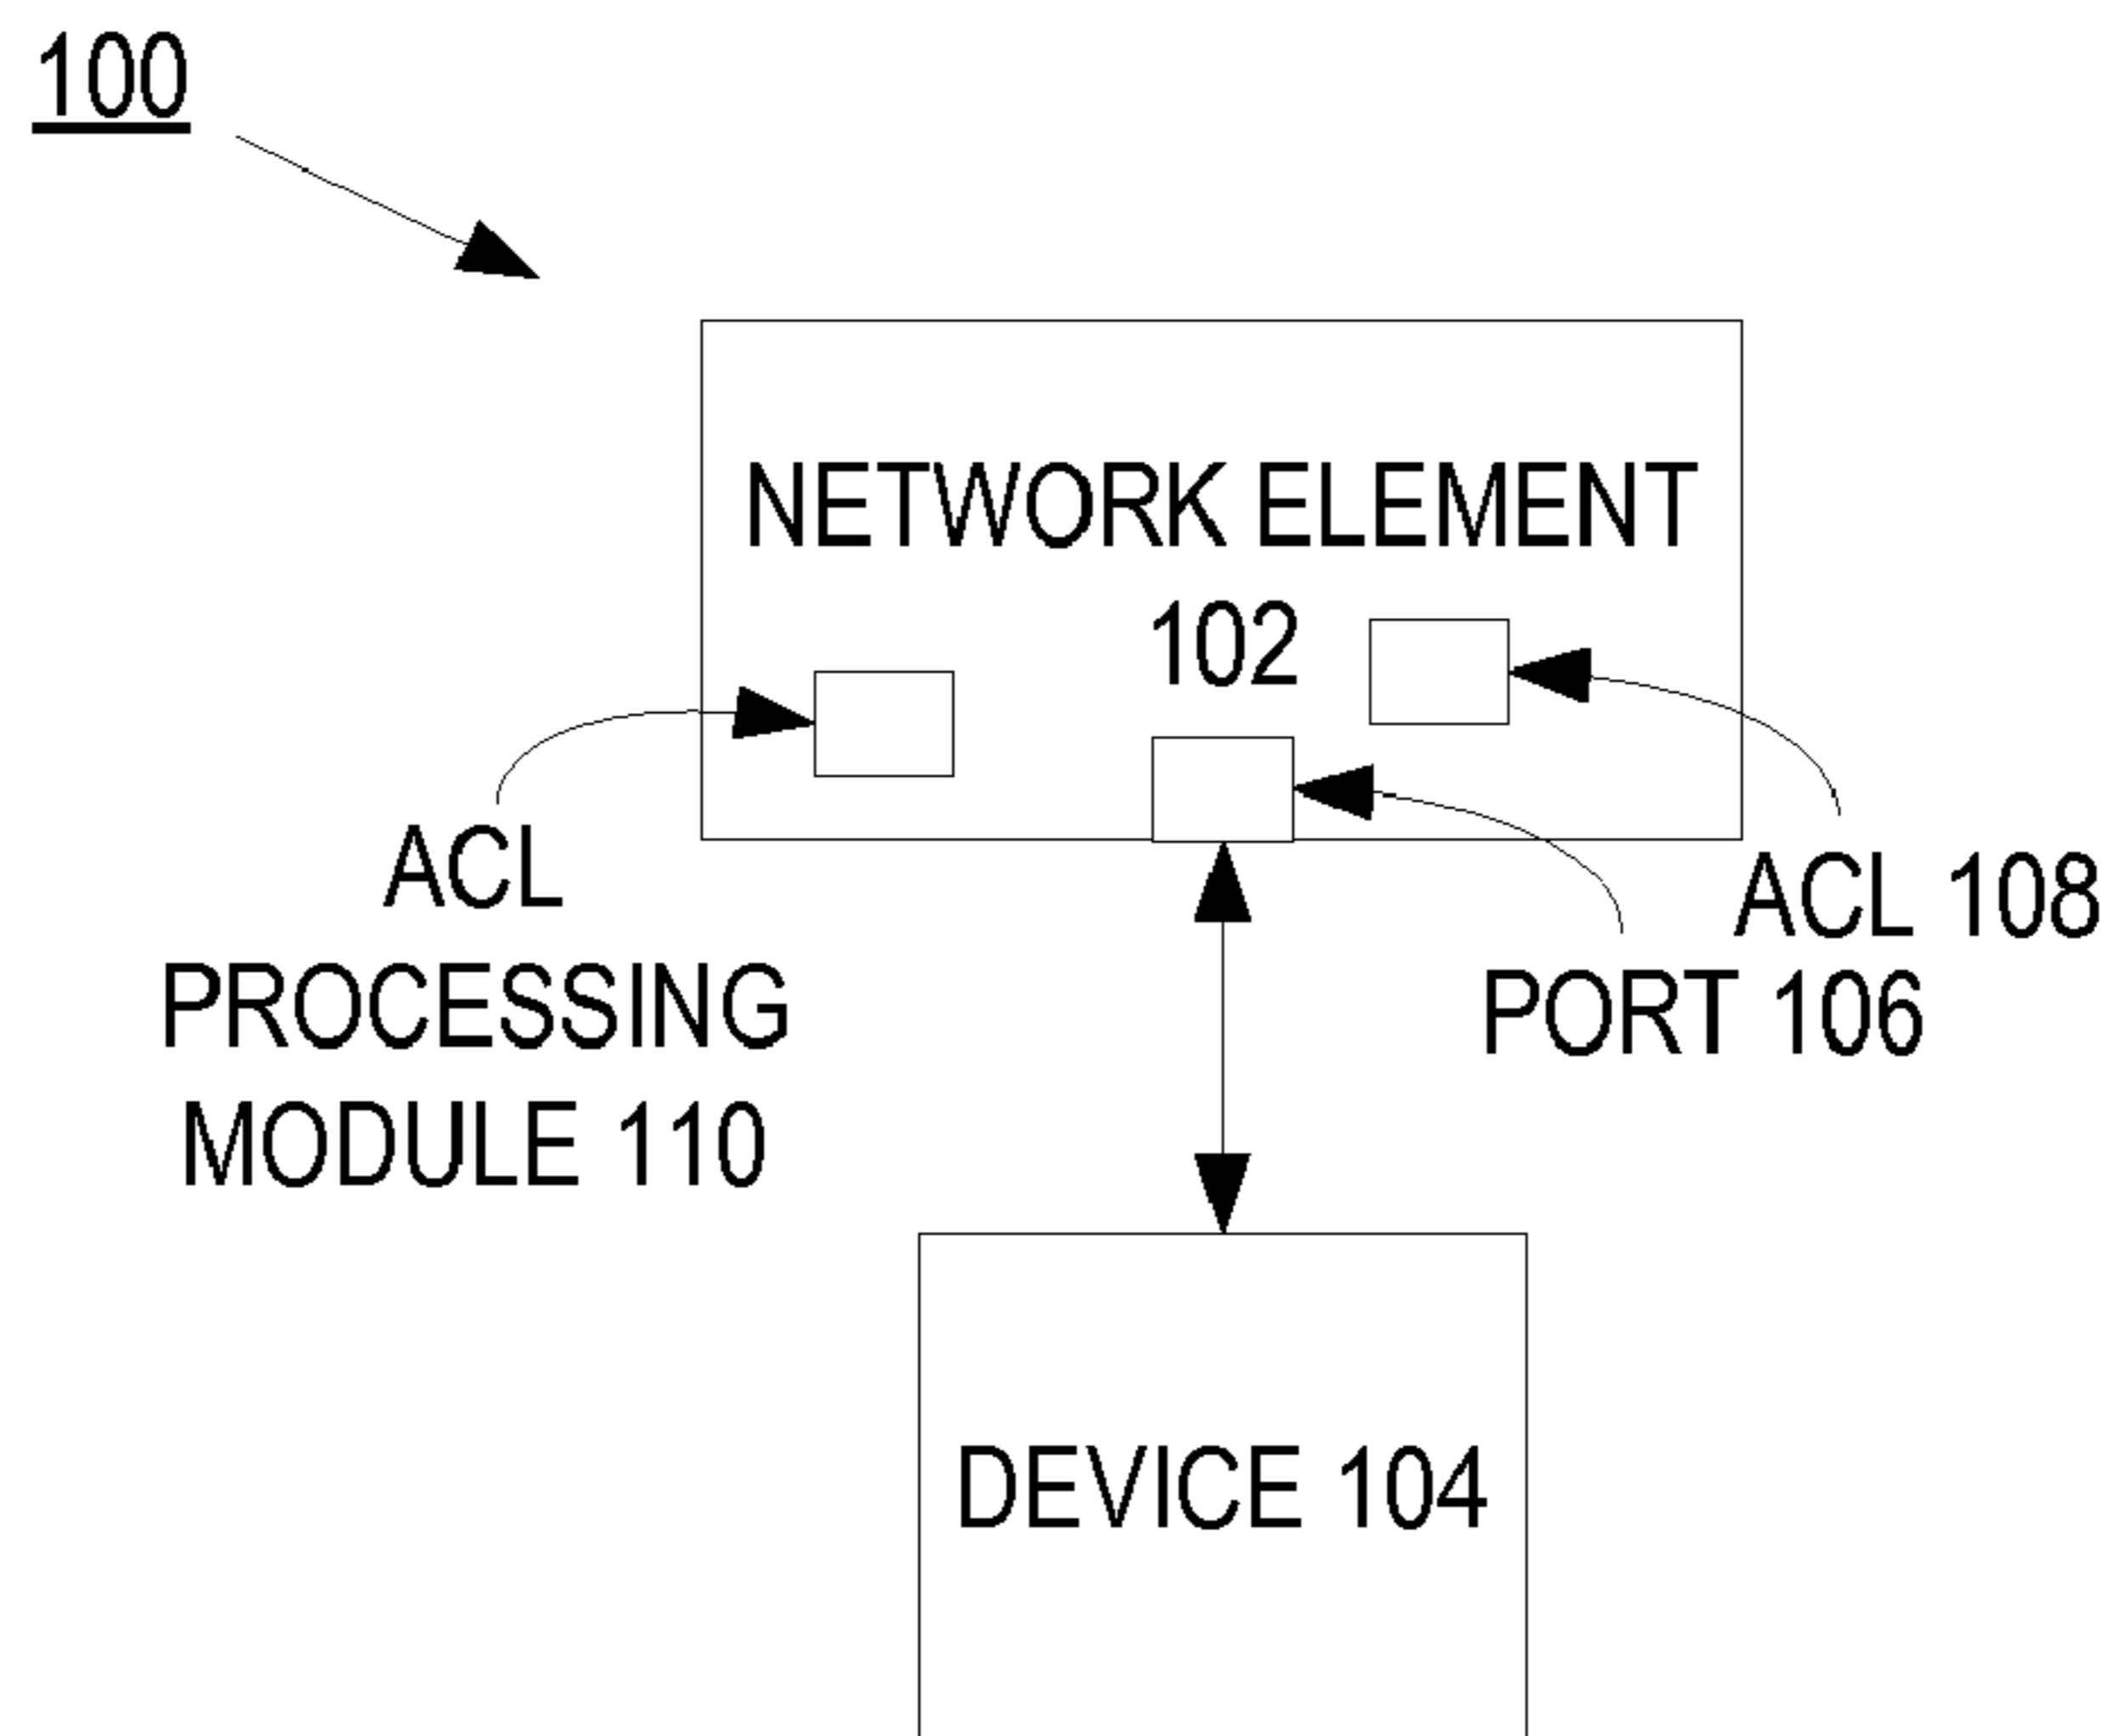 100
NETWORK ELEMENT
102
ACL
PROCESSING
MODULE 110
ACL 108
PORT 106
DEVICE 104